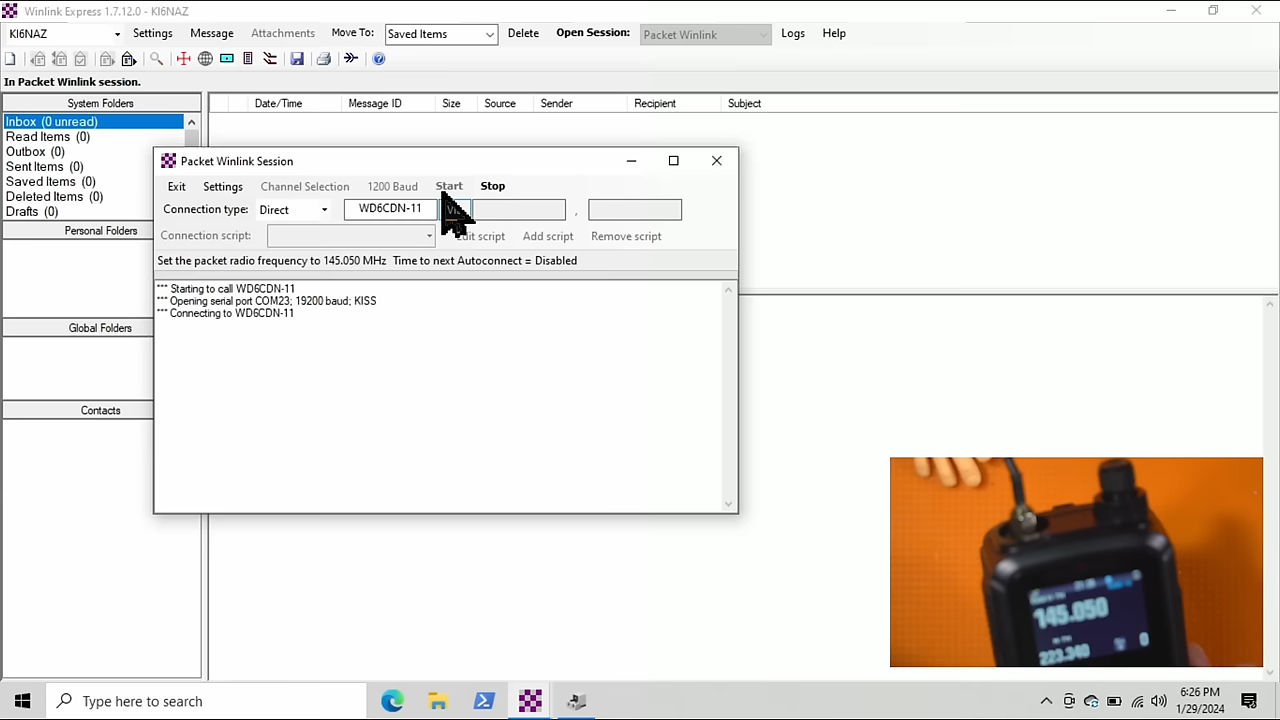 Winlink Express 1.7.12.0 - KI6NAZ
KI6NAZ Settings Message Attachments Move To: Saved Items Delete Open Session: Packet Winlink Logs Help
In Packet Winlink session.
System Folders
Inbox (0 unread)
Read Items (0)
Outbox (0)
Sent Items (0)
Saved Items (0)
Deleted Items (0)
Drafts (0)
Personal Folders
Global Folders
Contacts
Date/Time Message ID Size Source Sender Recipient Subject
Packet Winlink Session
Exit Settings Channel Selection 1200 Baud Start Stop
Connection type: Direct WD6CDN-11 ,
Connection script: Edit script Add script Remove script
Set the packet radio frequency to 145.050 MHz Time to next Autoconnect = Disabled
*** Starting to call WD6CDN-11
*** Opening serial port COM23; 19200 baud; KISS
*** Connecting to WD6CDN-11
145.050
223.340
0
Type here to search
6:26 PM
1/29/2024